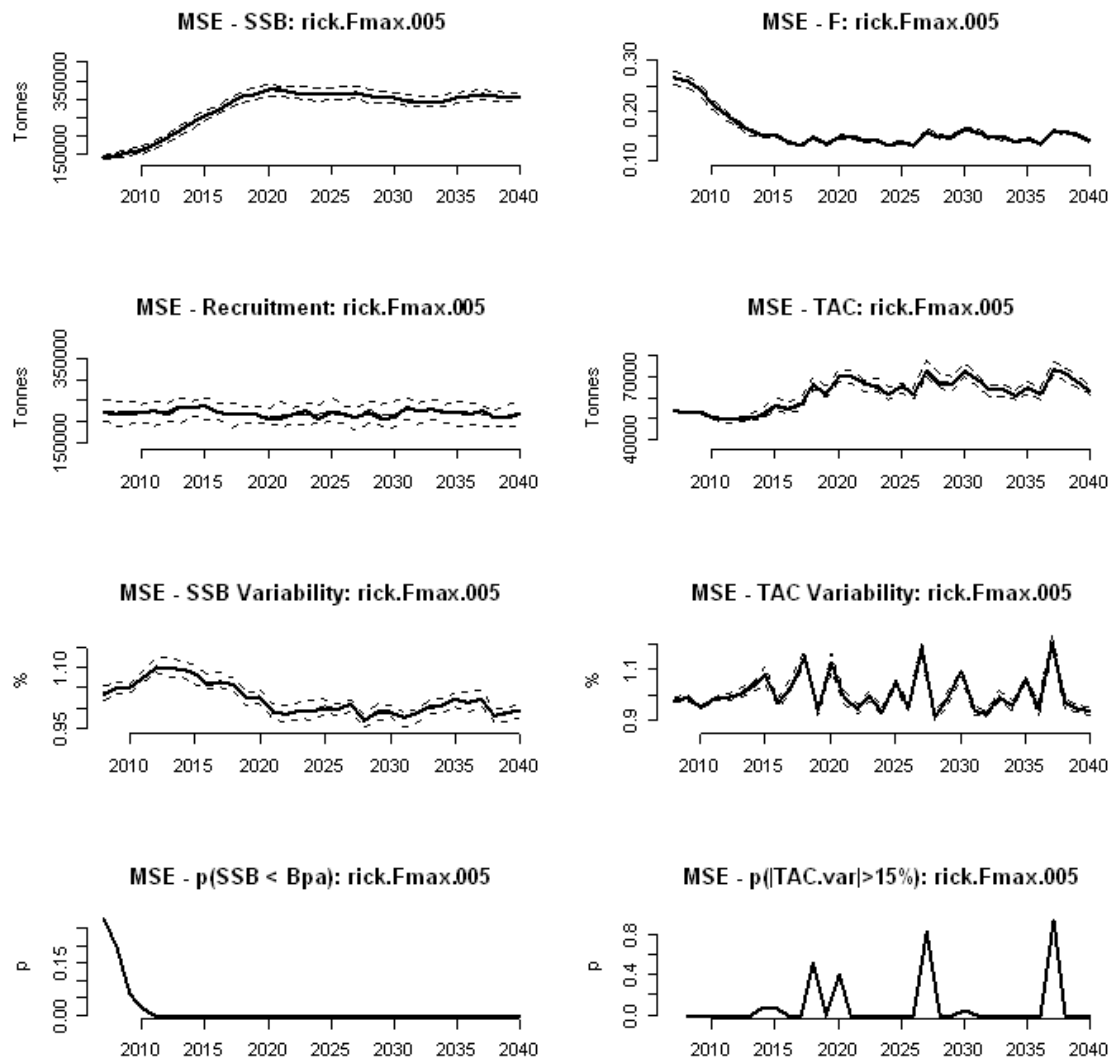 MSE - SSB: rick.Fmax.005
Tonnes
150000 350000
2010 2015 2020 2025 2030 2035 2040
MSE - F: rick.Fmax.005
0.10 0.20 0.30
2010 2015 2020 2025 2030 2035 2040
MSE - Recruitment: rick.Fmax.005
Tonnes
150000 350000
2010 2015 2020 2025 2030 2035 2040
MSE - TAC: rick.Fmax.005
Tonnes
40000 70000
2010 2015 2020 2025 2030 2035 2040
MSE - SSB Variability: rick.Fmax.005
%
0.95 1.10
2010 2015 2020 2025 2030 2035 2040
MSE - TAC Variability: rick.Fmax.005
%
0.9 1.1
2010 2015 2020 2025 2030 2035 2040
MSE - p(SSB < Bpa): rick.Fmax.005
p
0.00 0.15
2010 2015 2020 2025 2030 2035 2040
MSE - p(|TAC.var|>15%): rick.Fmax.005
p
0.0 0.4 0.8
2010 2015 2020 2025 2030 2035 2040